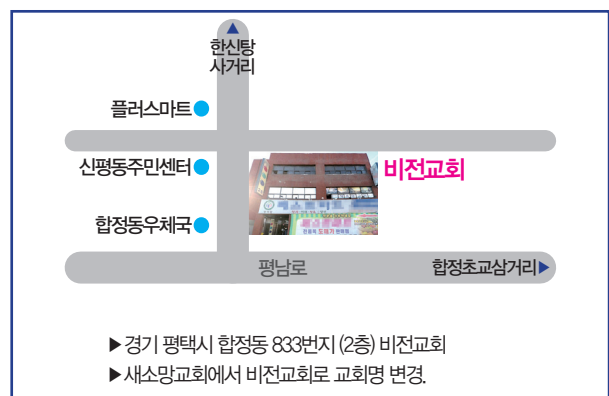 ▲
한신탕
사거리
플러스마트
신평동주민센터
비전교회
합정동우체국
평남로
합정초교삼거리▶
▶경기 평택시 합정동 833번지 (2층) 비전교회
▶새소망교회에서 비전교회로 교회명 변경.